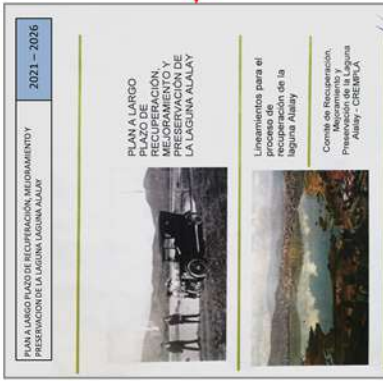 PLAN A LARGO PLAZO DE RECUPERACIÓN, MEJORAMIENTO Y
PRESERVACION DE LA LAGUNA LAGUNA ALALAY
2021 – 2026
PLAN A LARGO
PLAZO DE
RECUPERACIÓN,
MEJORAMIENTO Y
PRESERVACIÓN DE
LA LAGUNA ALALAY
Lineamientos para el
proceso de
recuperación de la
laguna Alalay
Comité de Recuperación,
Mejoramiento y
Preservación de la Laguna
Alalay - CREMPLA